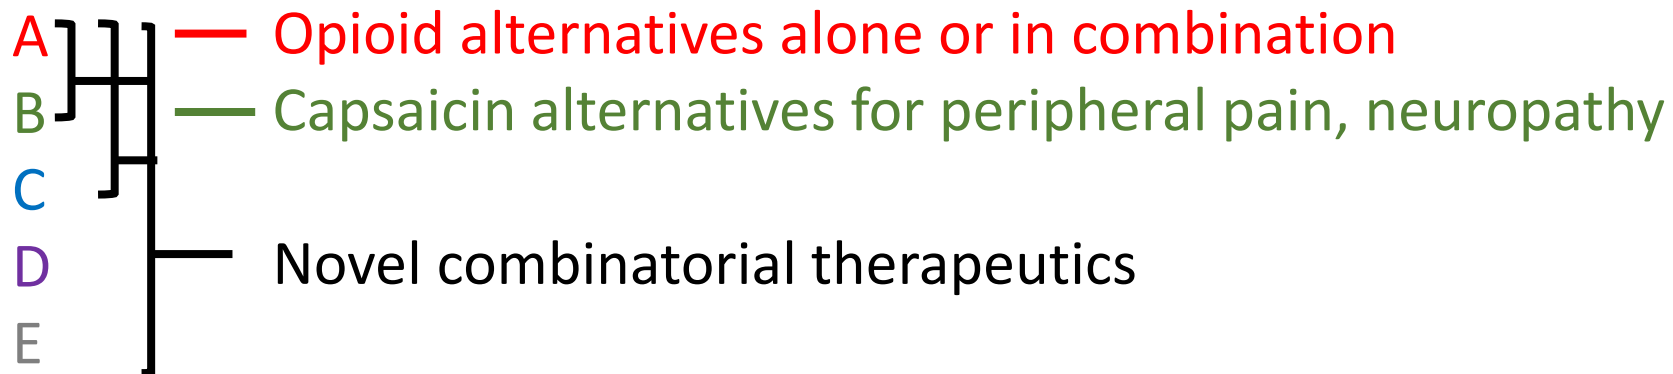 A Opioid alternatives alone or in combination
B Capsaicin alternatives for peripheral pain, neuropathy
C
D Novel combinatorial therapeutics
E